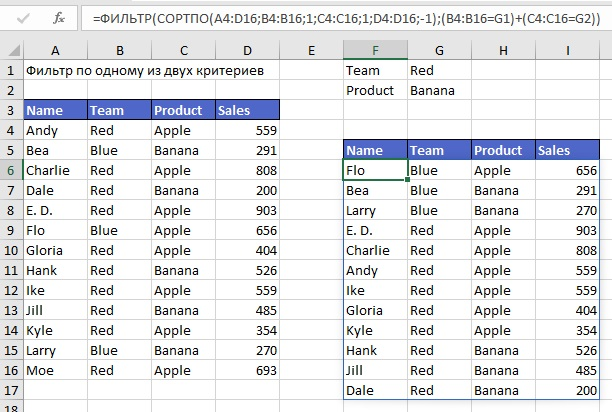 =ФИЛЬТР(СОРТПО(A4:D16;B4:B16;1;C4:C16;1;D4:D16;-1);(B4:B16=G1)+(C4:C16=G2))
A B C D E F G H I
1 Фильтр по одному из двух критериев Team Red
2 Product Banana
3 Name Team Product Sales
4 Andy Red Apple 559
5 Bea Blue Banana 291 Name Team Product Sales
6 Charlie Red Apple 808 Flo Blue Apple 656
7 Dale Red Banana 200 Bea Blue Banana 291
8 E. D. Red Apple 903 Larry Blue Banana 270
9 Flo Blue Apple 656 E. D. Red Apple 903
10 Gloria Red Apple 404 Charlie Red Apple 808
11 Hank Red Banana 526 Andy Red Apple 559
12 Ike Red Apple 559 Ike Red Apple 559
13 Jill Red Banana 485 Gloria Red Apple 404
14 Kyle Red Apple 354 Kyle Red Apple 354
15 Larry Blue Banana 270 Hank Red Banana 526
16 Moe Red Apple 693 Jill Red Banana 485
17 Dale Red Banana 200
18